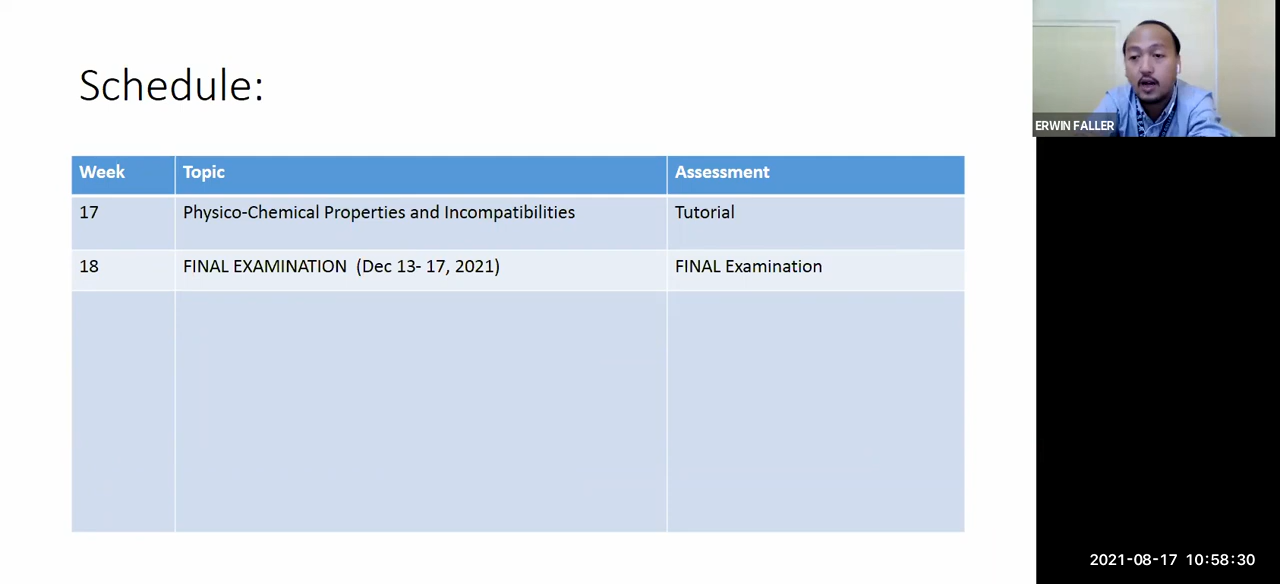 Schedule:
Week Topic Assessment
17 Physico-Chemical Properties and Incompatibilities Tutorial
18 FINAL EXAMINATION (Dec 13- 17, 2021) FINAL Examination
ERWIN FALLER
2021-08-17 10:58:30